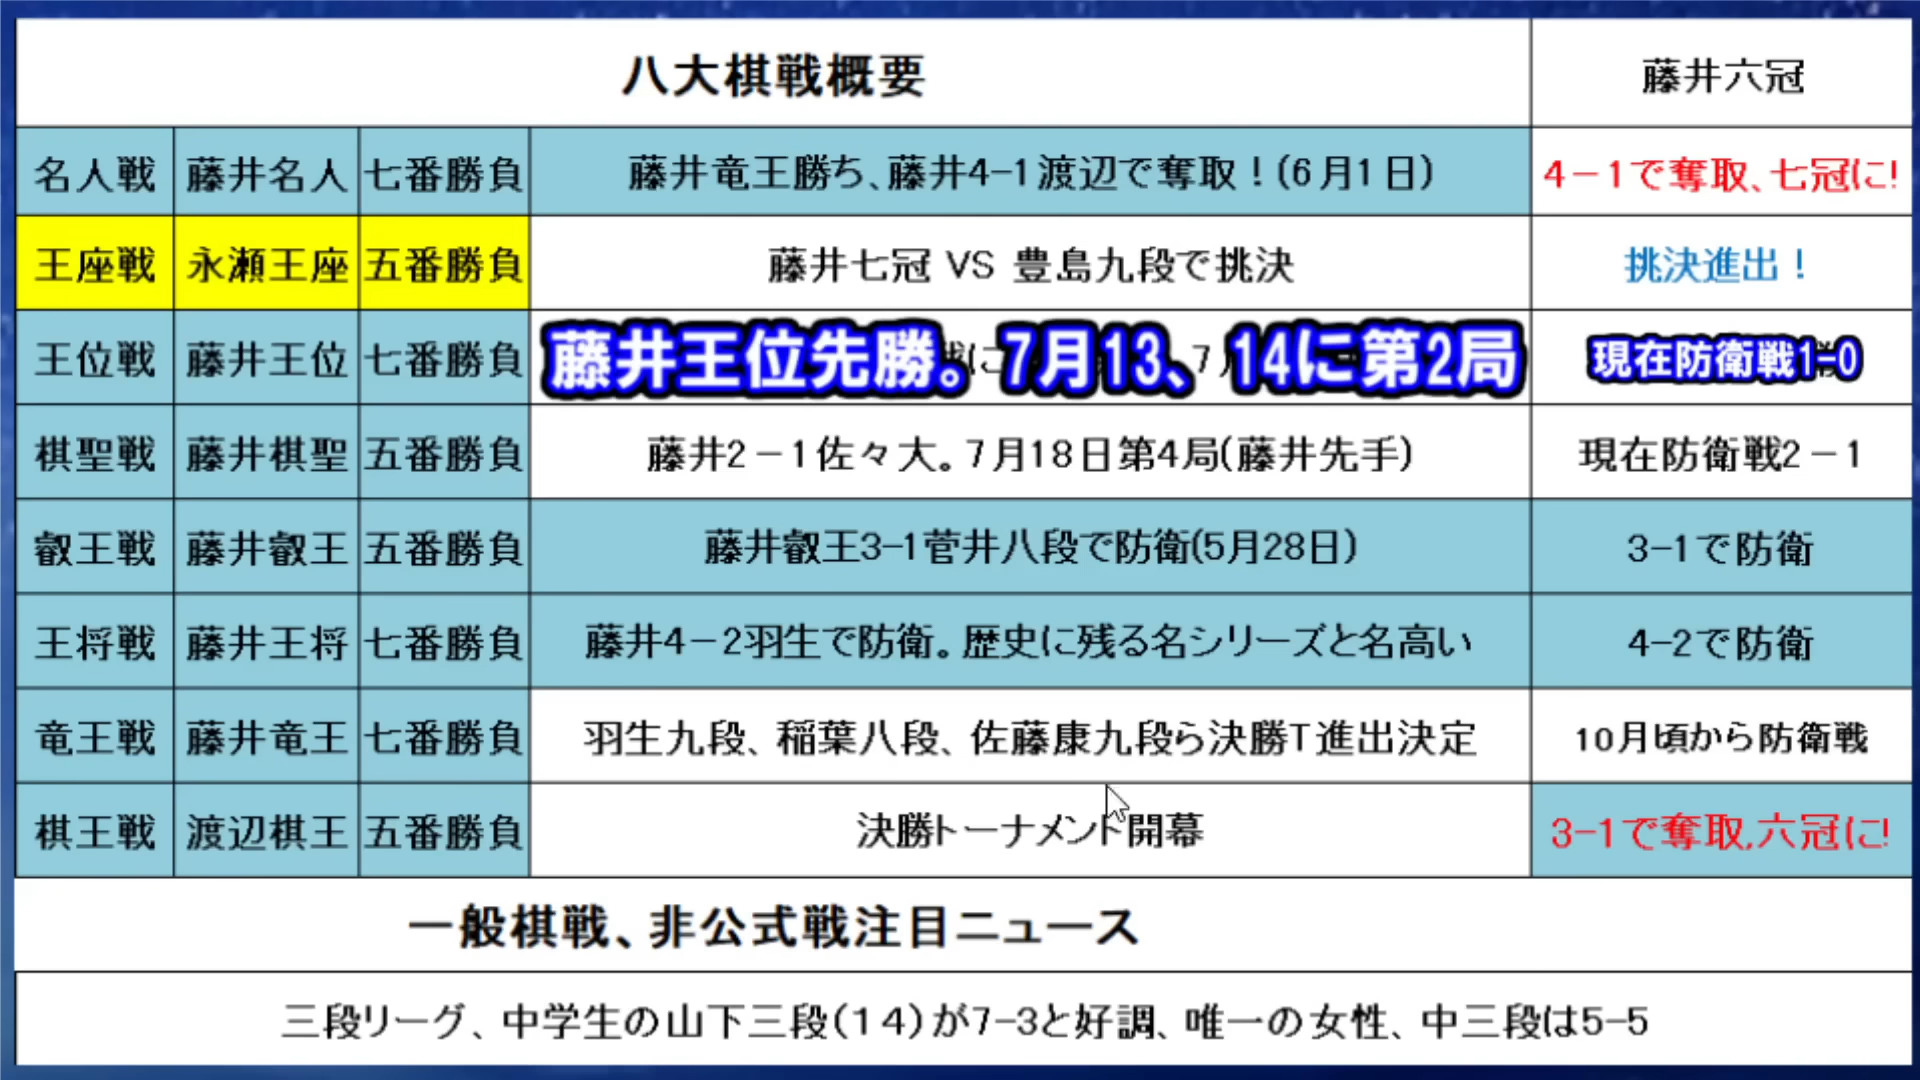 八大棋戦概要 藤井六冠
名人戦 藤井名人 七番勝負 藤井竜王勝ち、藤井4-1渡辺で奪取！(6月1日) 4－1で奪取、七冠に!
王座戦 永瀬王座 五番勝負 藤井七冠 VS 豊島九段で挑決 挑決進出！
王位戦 藤井王位 七番勝負 藤井王位先勝。7月13、14に第2局 現在防衛戦1-0
棋聖戦 藤井棋聖 五番勝負 藤井2－1佐々大。7月18日第4局(藤井先手) 現在防衛戦2－1
叡王戦 藤井叡王 五番勝負 藤井叡王3-1菅井八段で防衛(5月28日) 3-1で防衛
王将戦 藤井王将 七番勝負 藤井4－2羽生で防衛。歴史に残る名シリーズと名高い 4-2で防衛
竜王戦 藤井竜王 七番勝負 羽生九段、稲葉八段、佐藤康九段ら決勝T進出決定 10月頃から防衛戦
棋王戦 渡辺棋王 五番勝負 決勝トーナメント開幕 3-1で奪取,六冠に!
一般棋戦、非公式戦注目ニュース
三段リーグ、中学生の山下三段(14)が7-3と好調、唯一の女性、中三段は5-5